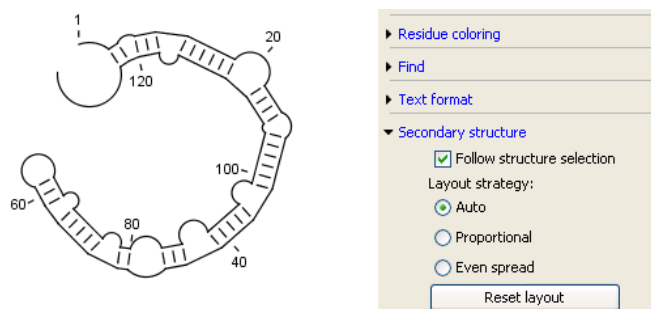 1
20
120
100
60
80
40
Residue coloring
Find
Text format
Secondary structure
Follow structure selection
Layout strategy:
Auto
Proportional
Even spread
Reset layout